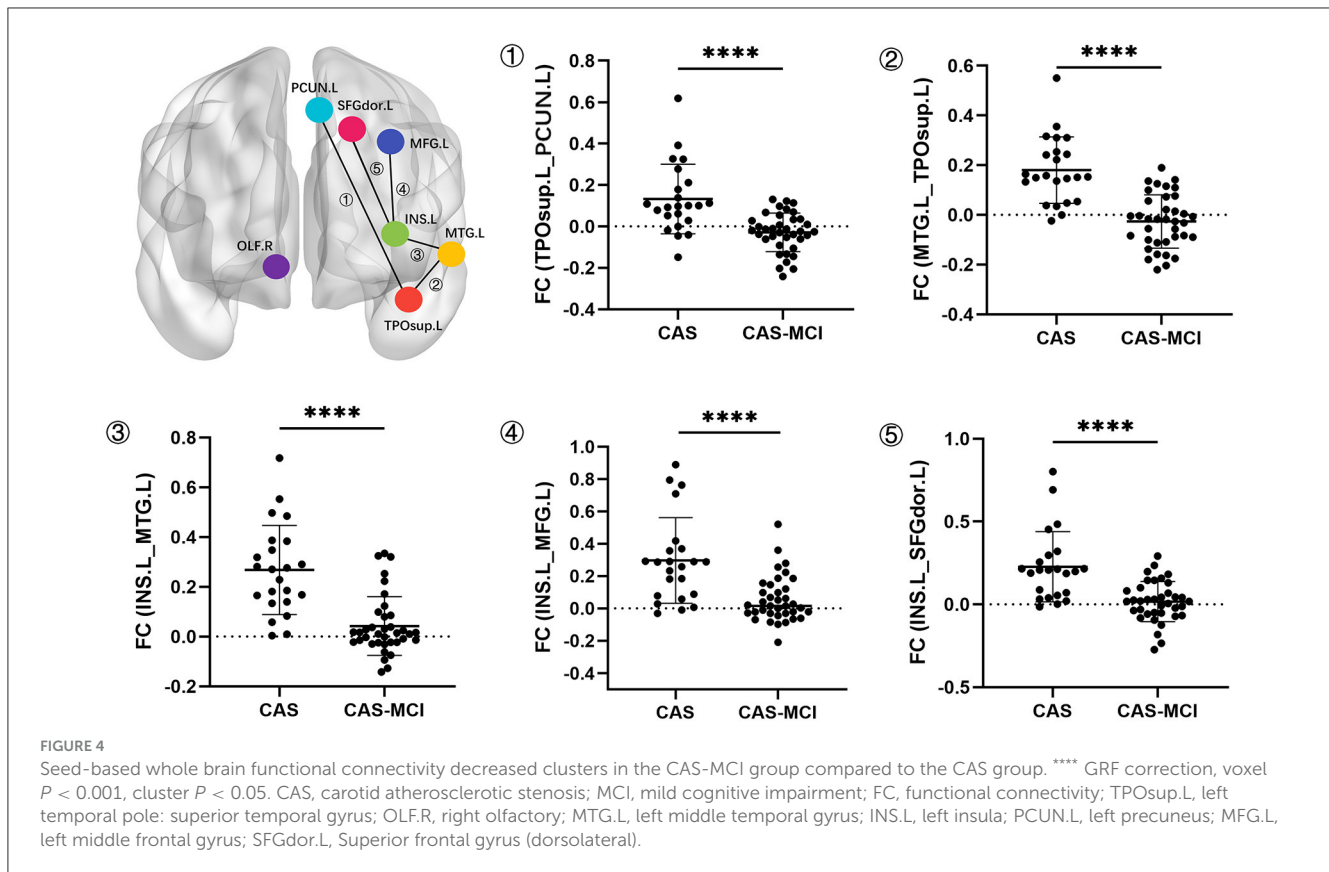 PCUN.L
SFGdor.L
MFG.L
⑤
④
①
INS.L
MTG.L
OLF.R
③
②
TPOsup.L
①
****
FC (TPOsup.L_PCUN.L)
0.8
0.6
0.4
0.2
0.0
-0.2
-0.4
CAS
CAS-MCI
②
****
FC (MTG.L_TPOsup.L)
0.6
0.4
0.2
0.0
-0.2
-0.4
CAS
CAS-MCI
③
****
FC (INS.L_MTG.L)
0.8
0.6
0.4
0.2
0.0
-0.2
CAS
CAS-MCI
④
****
FC (INS.L_MFG.L)
1.0
0.8
0.6
0.4
0.2
0.0
-0.2
-0.4
CAS
CAS-MCI
⑤
****
FC (INS.L_SFGdor.L)
1.0
0.5
0.0
-0.5
CAS
CAS-MCI
FIGURE 4
Seed-based whole brain functional connectivity decreased clusters in the CAS-MCI group compared to the CAS group. **** GRF correction, voxel
P < 0.001, cluster P < 0.05. CAS, carotid atherosclerotic stenosis; MCI, mild cognitive impairment; FC, functional connectivity; TPOsup.L, left
temporal pole: superior temporal gyrus; OLF.R, right olfactory; MTG.L, left middle temporal gyrus; INS.L, left insula; PCUN.L, left precuneus; MFG.L,
left middle frontal gyrus; SFGdor.L, Superior frontal gyrus (dorsolateral).